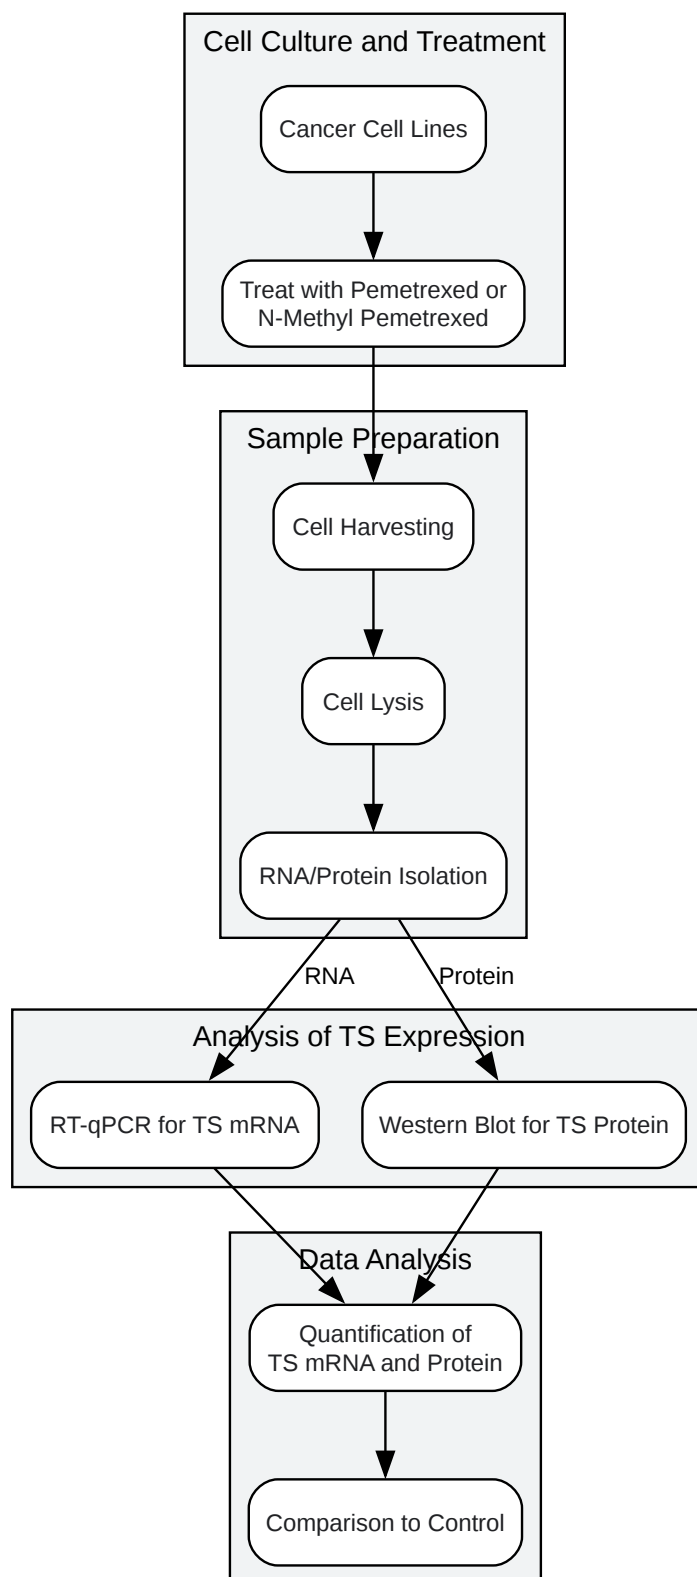 Cell Culture and Treatment
Cancer Cell Lines
Treat with Pemetrexed or
N-Methyl Pemetrexed
Sample Preparation
Cell Harvesting
Cell Lysis
RNA/Protein Isolation
RNA
Protein
Analysis of TS Expression
RT-qPCR for TS mRNA
Western Blot for TS Protein
Data Analysis
Quantification of
TS mRNA and Protein
Comparison to Control